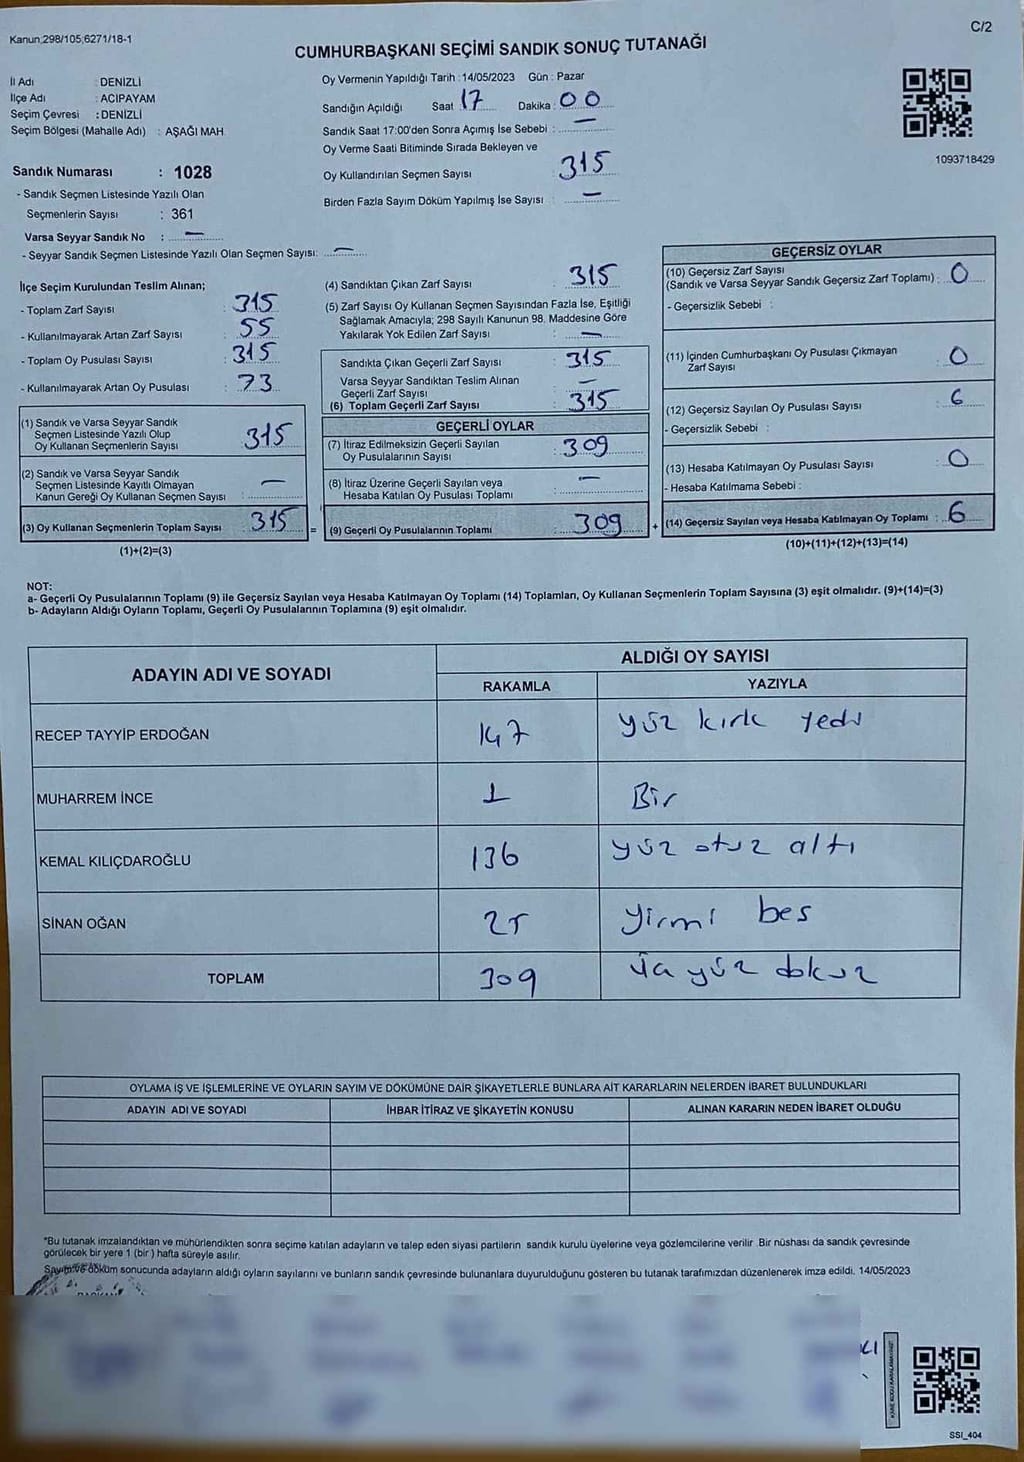 Kanun;298/105;6271/18-1
C/2
CUMHURBAŞKANI SEÇİMİ SANDIK SONUÇ TUTANAĞI
İl Adı : DENİZLİ
İlçe Adı : ACIPAYAM
Seçim Çevresi : DENİZLİ
Seçim Bölgesi (Mahalle Adı) : AŞAĞI MAH
Sandık Numarası : 1028
- Sandık Seçmen Listesinde Yazılı Olan
Seçmenlerin Sayısı : 361
Varsa Seyyar Sandık No : —
- Seyyar Sandık Seçmen Listesinde Yazılı Olan Seçmen Sayısı: —
Oy Vermenin Yapıldığı Tarih : 14/05/2023 Gün : Pazar
Sandığın Açıldığı Saat : 17 Dakika : 00
Sandık Saat 17:00'den Sonra Açımış İse Sebebi : —
Oy Verme Saati Bitiminde Sırada Bekleyen ve
Oy Kullandırılan Seçmen Sayısı : 315
Birden Fazla Sayım Döküm Yapılmış İse Sayısı : —
1093718429
İlçe Seçim Kurulundan Teslim Alınan;
- Toplam Zarf Sayısı : 315
- Kullanılmayarak Artan Zarf Sayısı : 55
- Toplam Oy Pusulası Sayısı : 315
- Kullanılmayarak Artan Oy Pusulası : 73
(1) Sandık ve Varsa Seyyar Sandık
Seçmen Listesinde Yazılı Olup
Oy Kullanan Seçmenlerin Sayısı : 315
(2) Sandık ve Varsa Seyyar Sandık
Seçmen Listesinde Kayıtlı Olmayan
Kanun Gereği Oy Kullanan Seçmen Sayısı : —
(3) Oy Kullanan Seçmenlerin Toplam Sayısı : 315
(1)+(2)=(3)
(4) Sandıktan Çıkan Zarf Sayısı : 315
(5) Zarf Sayısı Oy Kullanan Seçmen Sayısından Fazla İse, Eşitliği
Sağlamak Amacıyla; 298 Sayılı Kanunun 98. Maddesine Göre
Yakılarak Yok Edilen Zarf Sayısı : —
Sandıkta Çıkan Geçerli Zarf Sayısı : 315
Varsa Seyyar Sandıktan Teslim Alınan
Geçerli Zarf Sayısı : —
(6) Toplam Geçerli Zarf Sayısı : 315
GEÇERLİ OYLAR
(7) İtiraz Edilmeksizin Geçerli Sayılan
Oy Pusulalarının Sayısı : 309
(8) İtiraz Üzerine Geçerli Sayılan veya
Hesaba Katılan Oy Pusulası Toplamı : —
= (9) Geçerli Oy Pusulalarının Toplamı : 309
GEÇERSİZ OYLAR
(10) Geçersiz Zarf Sayısı
(Sandık ve Varsa Seyyar Sandık Geçersiz Zarf Toplamı) : 0
- Geçersizlik Sebebi :
(11) İçinden Cumhurbaşkanı Oy Pusulası Çıkmayan
Zarf Sayısı : 0
(12) Geçersiz Sayılan Oy Pusulası Sayısı : 6
- Geçersizlik Sebebi :
(13) Hesaba Katılmayan Oy Pusulası Sayısı : 0
- Hesaba Katılmama Sebebi :
+ (14) Geçersiz Sayılan veya Hesaba Katılmayan Oy Toplamı : 6
(10)+(11)+(12)+(13)=(14)
NOT:
a- Geçerli Oy Pusulalarının Toplamı (9) ile Geçersiz Sayılan veya Hesaba Katılmayan Oy Toplamı (14) Toplamları, Oy Kullanan Seçmenlerin Toplam Sayısına (3) eşit olmalıdır. (9)+(14)=(3)
b- Adayların Aldığı Oyların Toplamı, Geçerli Oy Pusulalarının Toplamına (9) eşit olmalıdır.
ADAYIN ADI VE SOYADI
ALDIĞI OY SAYISI
RAKAMLA YAZIYLA
RECEP TAYYİP ERDOĞAN 147 yüz kırk yedi
MUHARREM İNCE 1 Bir
KEMAL KILIÇDAROĞLU 136 yüz otuz altı
SİNAN OĞAN 25 yirmi bes
TOPLAM 309 üç yüz dokuz
OYLAMA İŞ VE İŞLEMLERİNE VE OYLARIN SAYIM VE DÖKÜMÜNE DAİR ŞİKAYETLERLE BUNLARA AİT KARARLARIN NELERDEN İBARET BULUNDUKLARI
ADAYIN ADI VE SOYADI İHBAR İTİRAZ VE ŞİKAYETİN KONUSU ALINAN KARARIN NEDEN İBARET OLDUĞU
*Bu tutanak imzalandıktan ve mühürlendikten sonra seçime katılan adayların ve talep eden siyasi partilerin sandık kurulu üyelerine veya gözlemcilerine verilir. Bir nüshası da sandık çevresinde
görülecek bir yere 1 (bir) hafta süreyle asılır.
Sayım ve döküm sonucunda adayların aldığı oyların sayılarını ve bunların sandık çevresinde bulunanlara duyurulduğunu gösteren bu tutanak tarafımızdan düzenlenerek imza edildi. 14/05/2023
SSI_404